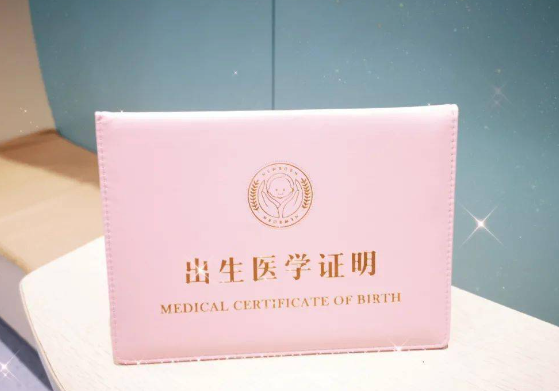 出生医学证明
MEDICAL CERTIFICATE OF BIRTH